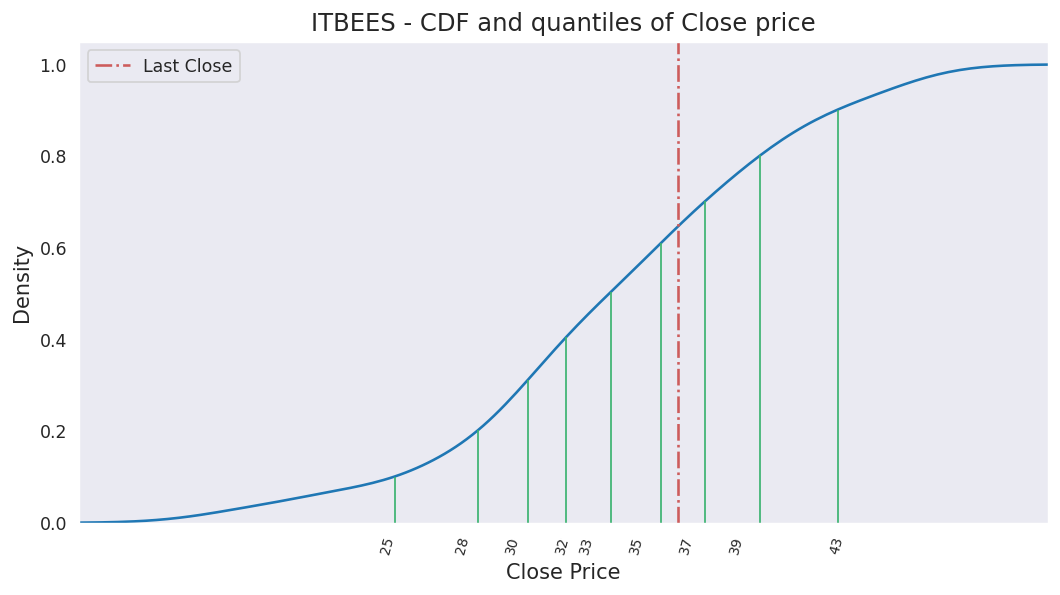 ITBEES - CDF and quantiles of Close price
Last Close
1.0
0.8
0.6
0.4
0.2
0.0
Density
25 28 30 32 33 35 37 39 43
Close Price